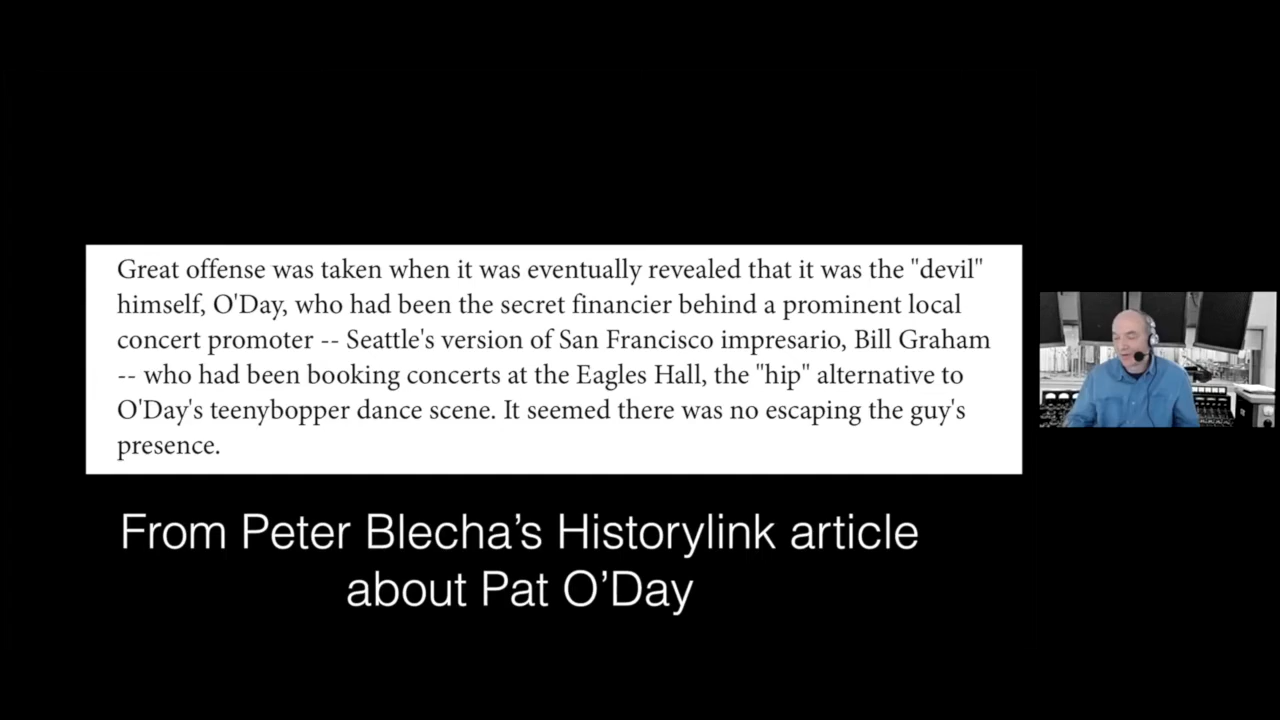 Great offense was taken when it was eventually revealed that it was the "devil"
himself, O'Day, who had been the secret financier behind a prominent local
concert promoter -- Seattle's version of San Francisco impresario, Bill Graham
-- who had been booking concerts at the Eagles Hall, the "hip" alternative to
O'Day's teenybopper dance scene. It seemed there was no escaping the guy's
presence.
From Peter Blecha’s Historylink article
about Pat O’Day